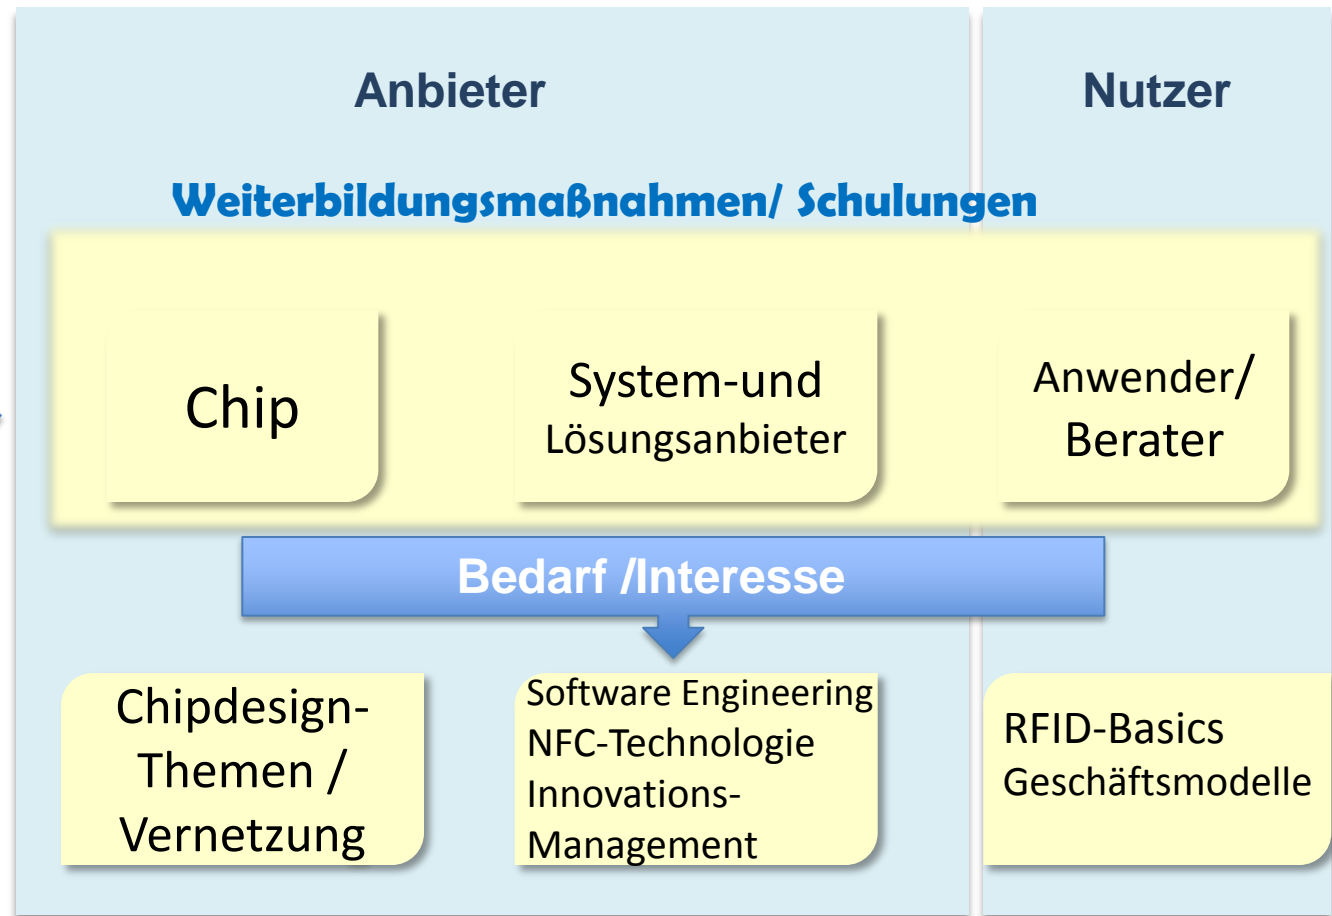 Anbieter
Nutzer
Weiterbildungsmaßnahmen/ Schulungen
Chip
System-und
Lösungsanbieter
Anwender/
Berater
Bedarf /Interesse
Chipdesign-
Themen /
Vernetzung
Software Engineering
NFC-Technologie
Innovations-
Management
RFID-Basics
Geschäftsmodelle